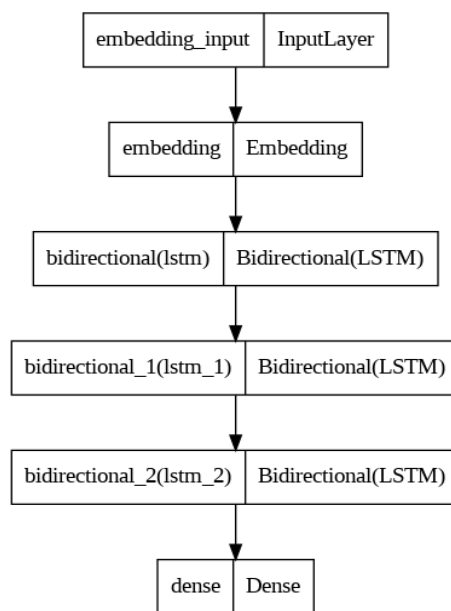 embedding_input InputLayer
embedding Embedding
bidirectional(lstm) Bidirectional(LSTM)
bidirectional_1(lstm_1) Bidirectional(LSTM)
bidirectional_2(lstm_2) Bidirectional(LSTM)
dense Dense